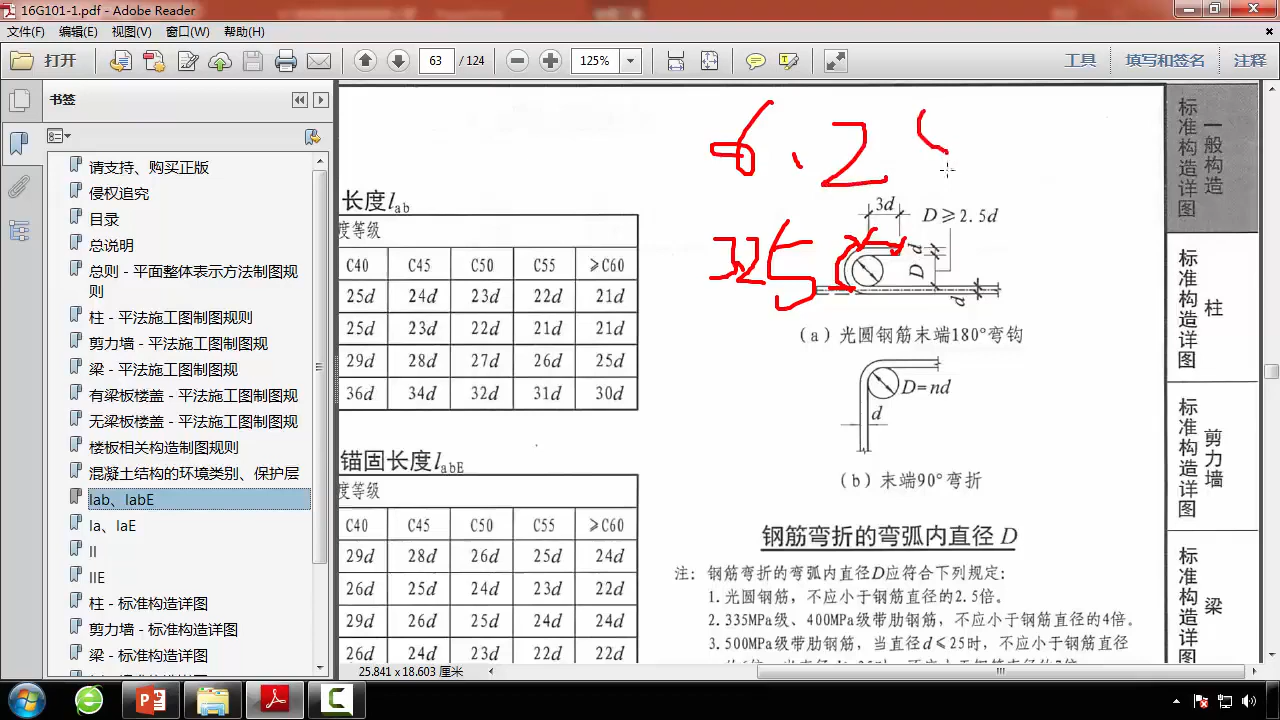 16G101-1.pdf - Adobe Reader
文件(F) 编辑(E) 视图(V) 窗口(W) 帮助(H)
打开 63 / 124 125% 工具 填写和签名 注释
书签
请支持、购买正版
侵权追究
目录
总说明
总则 - 平面整体表示方法制图规
则
柱 - 平法施工图制图规则
剪力墙 - 平法施工图制图规
梁 - 平法施工图制图规则
有梁板楼盖 - 平法施工图制图规
无梁板楼盖 - 平法施工图制图规
楼板相关构造制图规则
混凝土结构的环境类别、保护层
lab、labE
la、laE
ll
llE
柱 - 标准构造详图
剪力墙 - 标准构造详图
梁 - 标准构造详图
长度lab
度等级
C40 C45 C50 C55 ≥C60
25d 24d 23d 22d 21d
25d 23d 22d 21d 21d
29d 28d 27d 26d 25d
36d 34d 32d 31d 30d
锚固长度labE
度等级
C40 C45 C50 C55 ≥C60
29d 28d 26d 25d 24d
26d 25d 24d 23d 22d
29d 26d 25d 24d 23d
26d 24d 23d 22d 22d
25.841 x 18.603 厘米
6.2
3d
D≥2.5d
325
d
D
d
(a)光圆钢筋末端180°弯钩
D=nd
d
(b)末端90°弯折
钢筋弯折的弯弧内直径D
注: 钢筋弯折的弯弧内直径D应符合下列规定:
1.光圆钢筋,不应小于钢筋直径的2.5倍。
2.335MPa级、400MPa级带肋钢筋,不应小于钢筋直径的4倍。
3.500MPa级带肋钢筋,当直径d≤25时,不应小于钢筋直径
标准构造详图
一般构造
标准构造详图
柱
标准构造详图
剪力墙
标准构造详图
梁